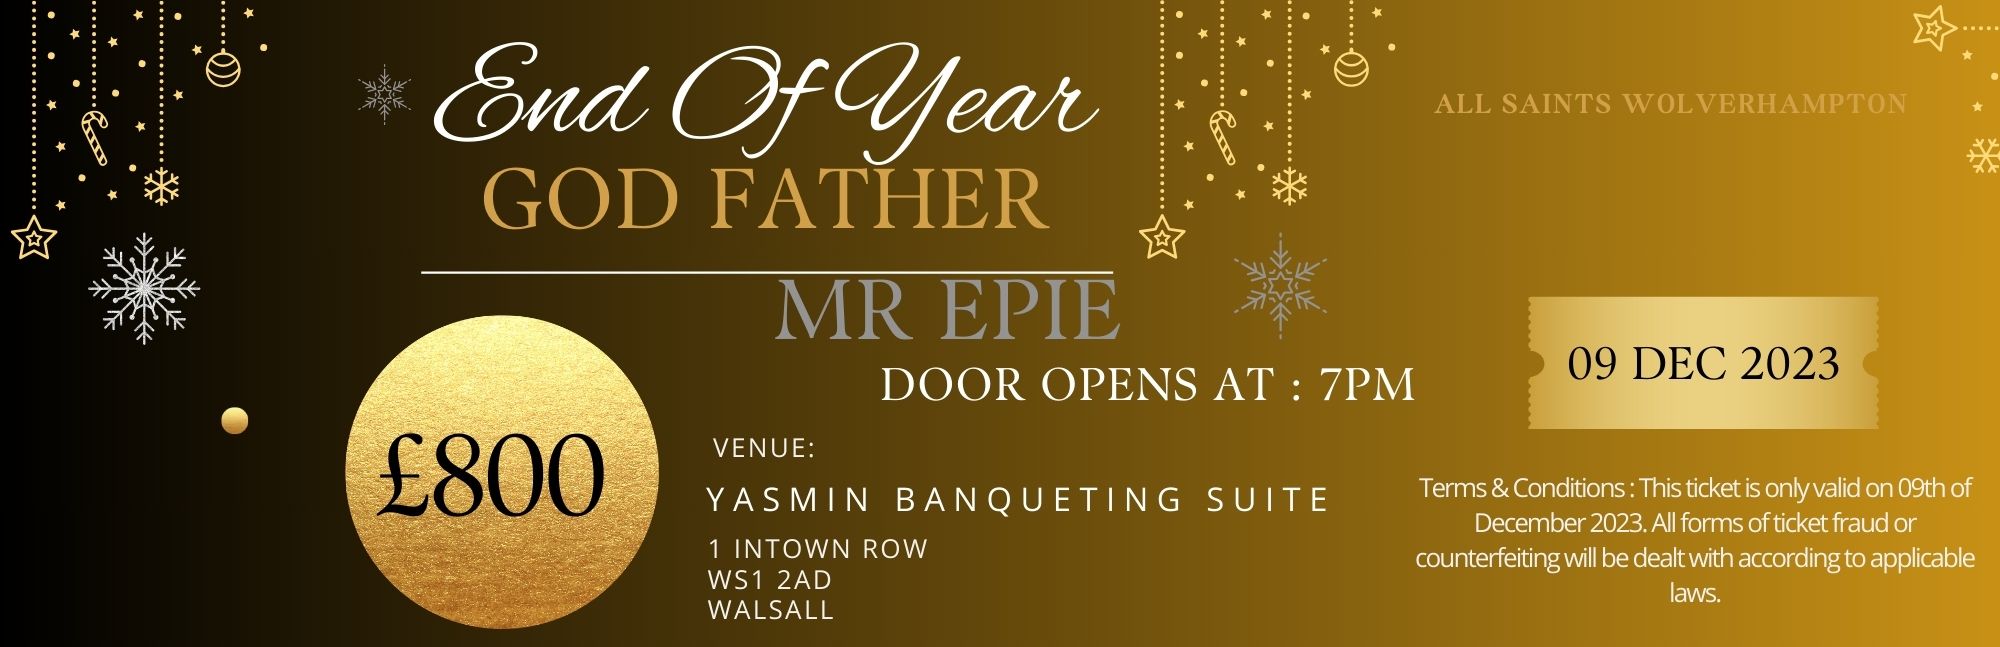 End Of Year
GOD FATHER
ALL SAINTS WOLVERHAMPTON
MR EPIE
DOOR OPENS AT : 7PM
09 DEC 2023
£800
VENUE:
YASMIN BANQUETING SUITE
1 INTOWN ROW
WS1 2AD
WALSALL
Terms & Conditions : This ticket is only valid on 09th of
December 2023. All forms of ticket fraud or
counterfeiting will be dealt with according to applicable
laws.